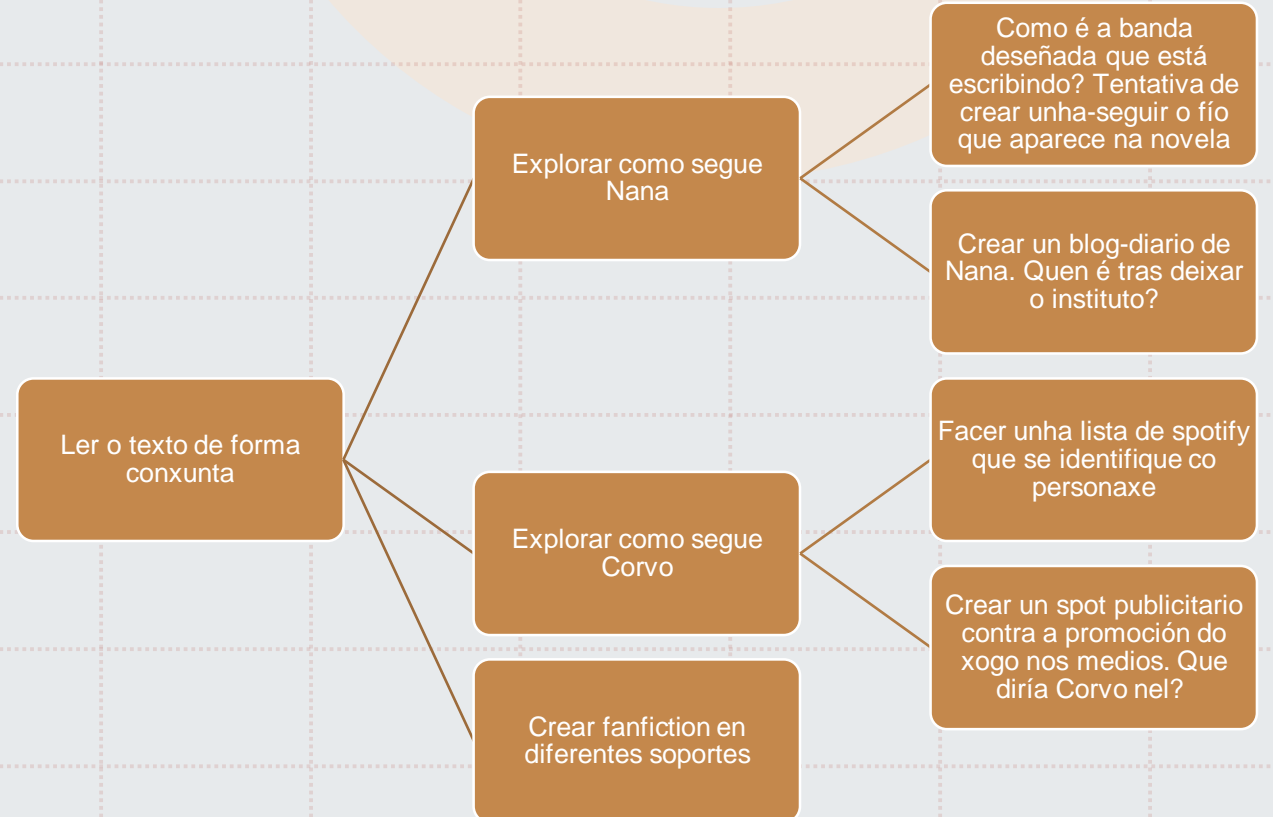 Ler o texto de forma
conxunta
Explorar como segue
Nana
Como é a banda
deseñada que está
escribindo? Tentativa de
crear unha-seguir o fío
que aparece na novela
Crear un blog-diario de
Nana. Quen é tras deixar
o instituto?
Explorar como segue
Corvo
Facer unha lista de spotify
que se identifique co
personaxe
Crear un spot publicitario
contra a promoción do
xogo nos medios. Que
diría Corvo nel?
Crear fanfiction en
diferentes soportes